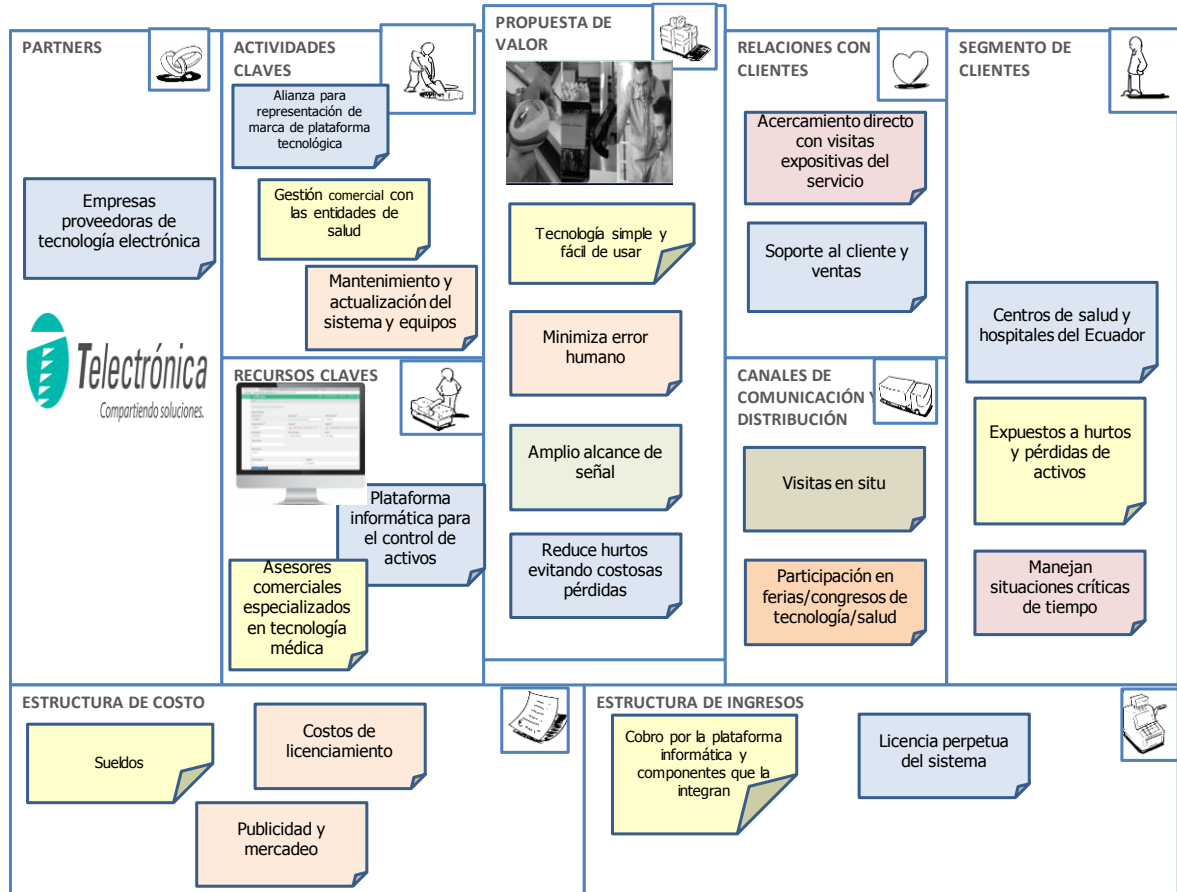 PARTNERS
Empresas
proveedoras de
tecnología electrónica
Telectrónica
Compartiendo soluciones.
ACTIVIDADES
CLAVES
Alianza para
representación de
marca de plataforma
tecnológica
Gestión comercial con
las entidades de
salud
Mantenimiento y
actualización del
sistema y equipos
RECURSOS CLAVES
Plataforma
informática para
el control de
activos
Asesores
comerciales
especializados
en tecnología
médica
PROPUESTA DE
VALOR
Tecnología simple y
fácil de usar
Minimiza error
humano
Amplio alcance de
señal
Reduce hurtos
evitando costosas
pérdidas
RELACIONES CON
CLIENTES
Acercamiento directo
con visitas
expositivas del
servicio
Soporte al cliente y
ventas
CANALES DE
COMUNICACIÓN Y
DISTRIBUCIÓN
Visitas en situ
Participación en
ferias/congresos de
tecnología/salud
SEGMENTO DE
CLIENTES
Centros de salud y
hospitales del Ecuador
Expuestos a hurtos
y pérdidas de
activos
Manejan
situaciones críticas
de tiempo
ESTRUCTURA DE COSTO
Sueldos
Costos de
licenciamiento
Publicidad y
mercadeo
ESTRUCTURA DE INGRESOS
Cobro por la plataforma
informática y
componentes que la
integran
Licencia perpetua
del sistema